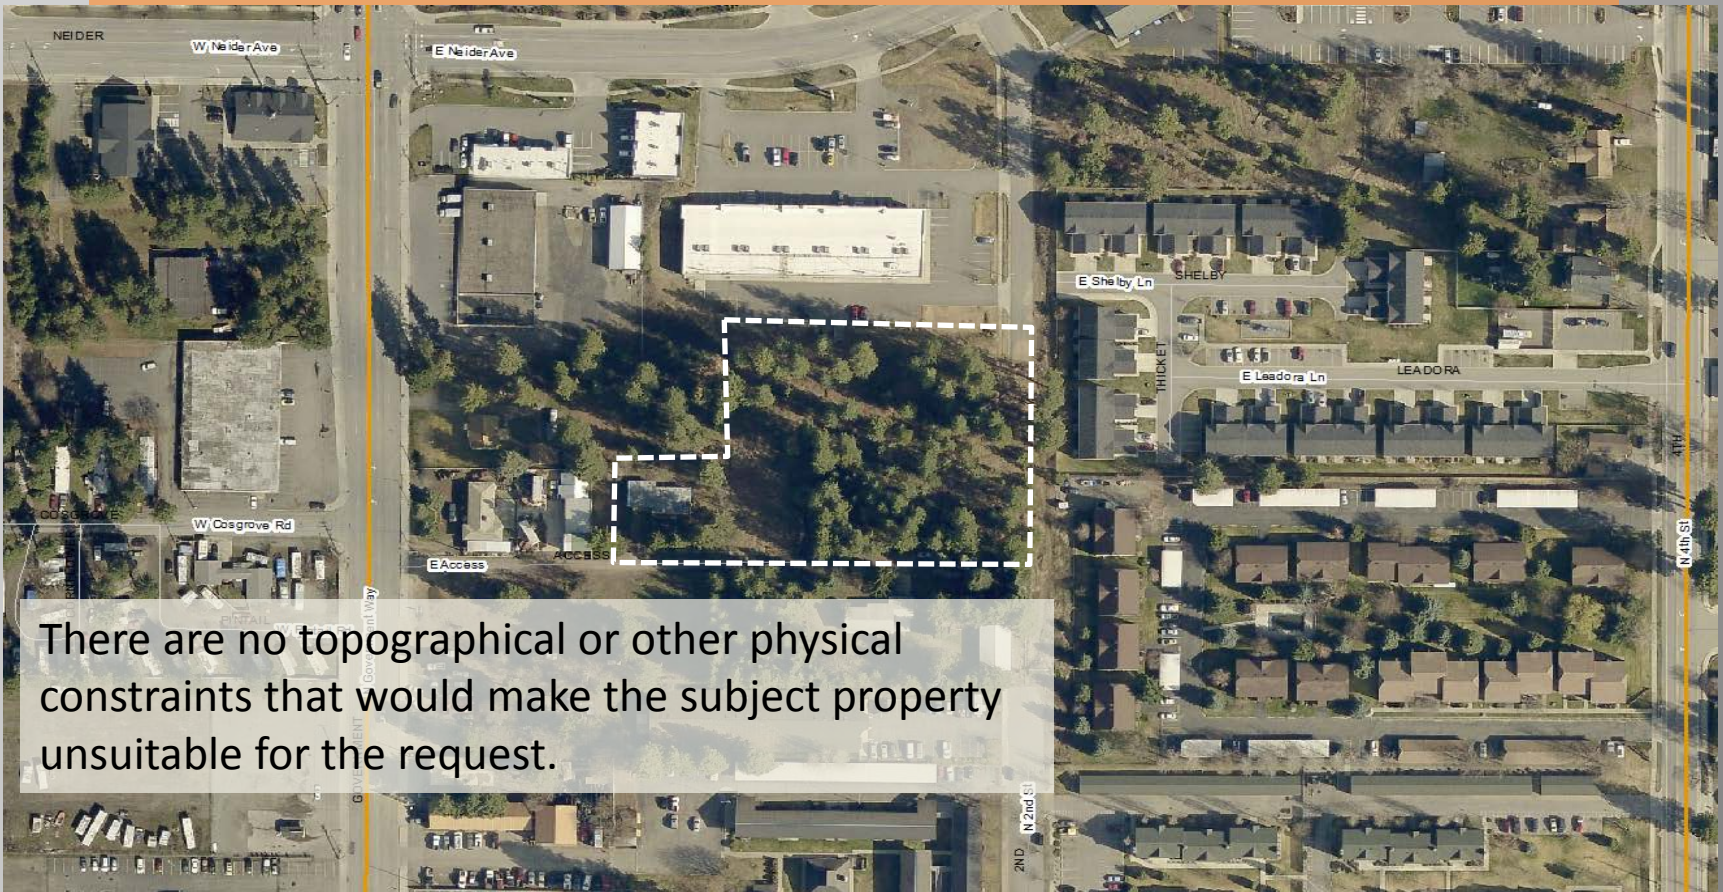 NEIDER
W Neider Ave
E Neider Ave
SHELBY
E Shelby Ln
THICKET
LEADORA
E Leadora Ln
4TH
COSGROVE
W Cosgrove Rd
N 4th St
ACCESS
E Access
PINTAIL
There are no topographical or other physical
constraints that would make the subject property
unsuitable for the request.
Government Way
GOVERNMENT
N 2nd St
2ND